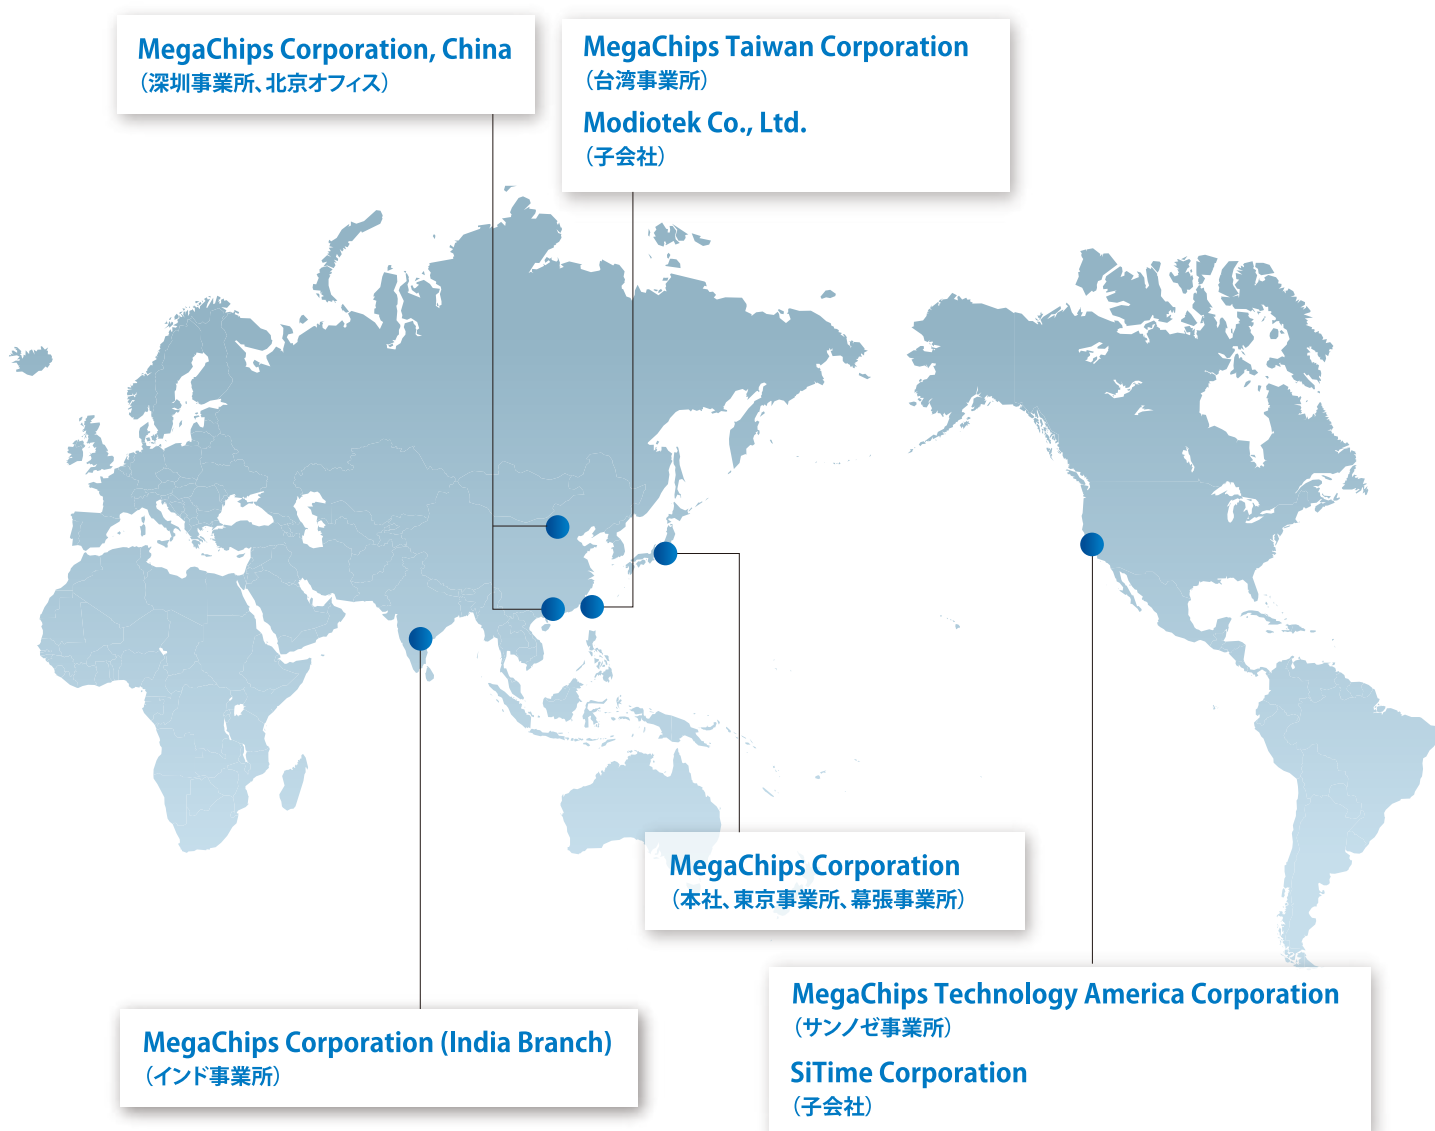 MegaChips Corporation, China
（深圳事業所、北京オフィス）
MegaChips Taiwan Corporation
（台湾事業所）
Modiotek Co., Ltd.
（子会社）
MegaChips Corporation
（本社、東京事業所、幕張事業所）
MegaChips Technology America Corporation
（サンノゼ事業所）
SiTime Corporation
（子会社）
MegaChips Corporation (India Branch)
（インド事業所）